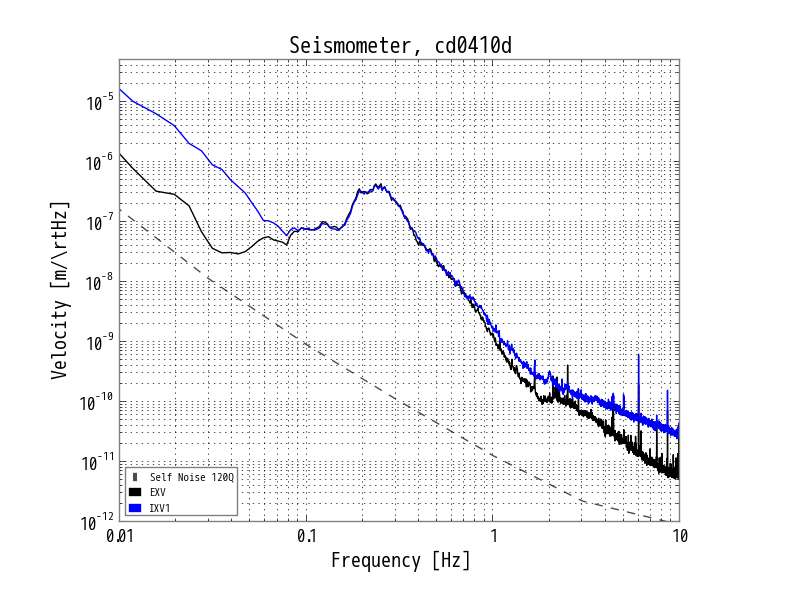 Seismometer, cd0410d
Velocity [m/\rtHz]
10^-5
10^-6
10^-7
10^-8
10^-9
10^-10
10^-11
10^-12
Self Noise 120Q
EXV
IXV1
0.01 0.1 1 10
Frequency [Hz]